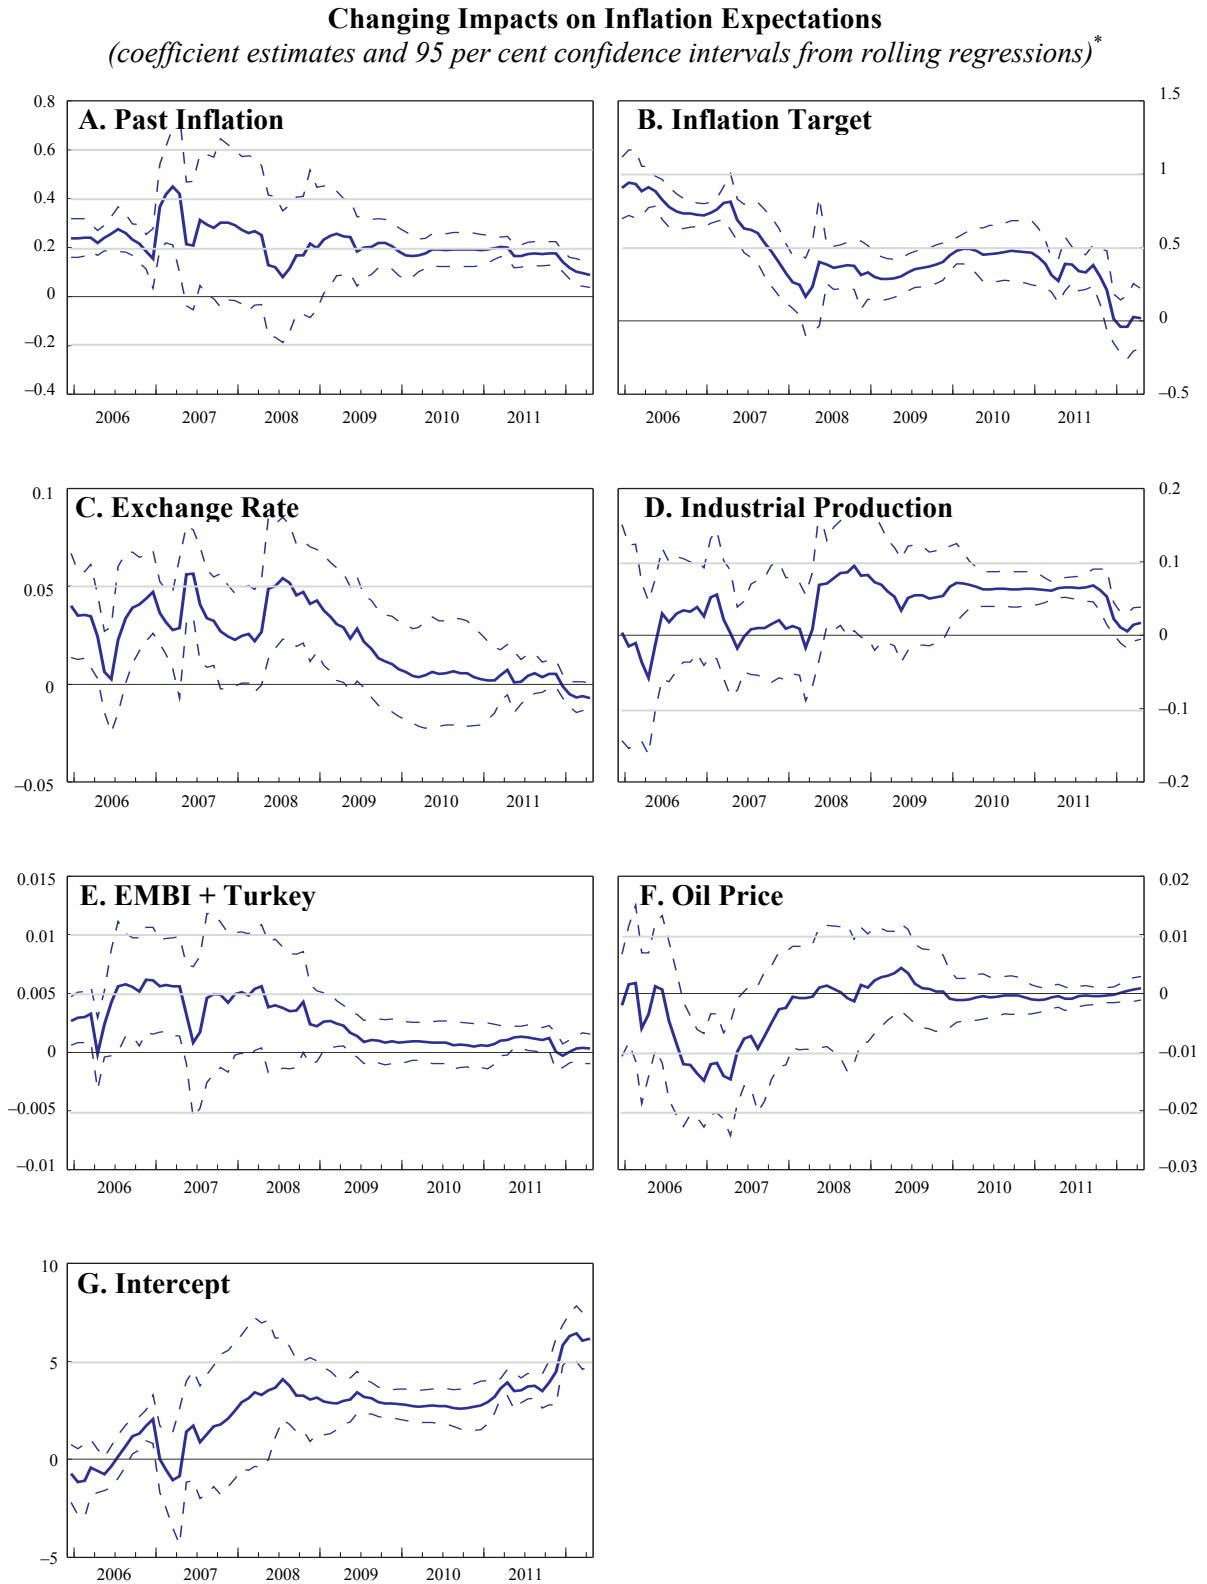 Changing Impacts on Inflation Expectations
(coefficient estimates and 95 per cent confidence intervals from rolling regressions)*
A. Past Inflation
0.8
0.6
0.4
0.2
0
–0.2
–0.4
2006 2007 2008 2009 2010 2011
B. Inflation Target
1.5
1
0.5
0
–0.5
2006 2007 2008 2009 2010 2011
C. Exchange Rate
0.1
0.05
0
–0.05
2006 2007 2008 2009 2010 2011
D. Industrial Production
0.2
0.1
0
–0.1
–0.2
2006 2007 2008 2009 2010 2011
E. EMBI + Turkey
0.015
0.01
0.005
0
–0.005
–0.01
2006 2007 2008 2009 2010 2011
F. Oil Price
0.02
0.01
0
–0.01
–0.02
–0.03
2006 2007 2008 2009 2010 2011
G. Intercept
10
5
0
–5
2006 2007 2008 2009 2010 2011